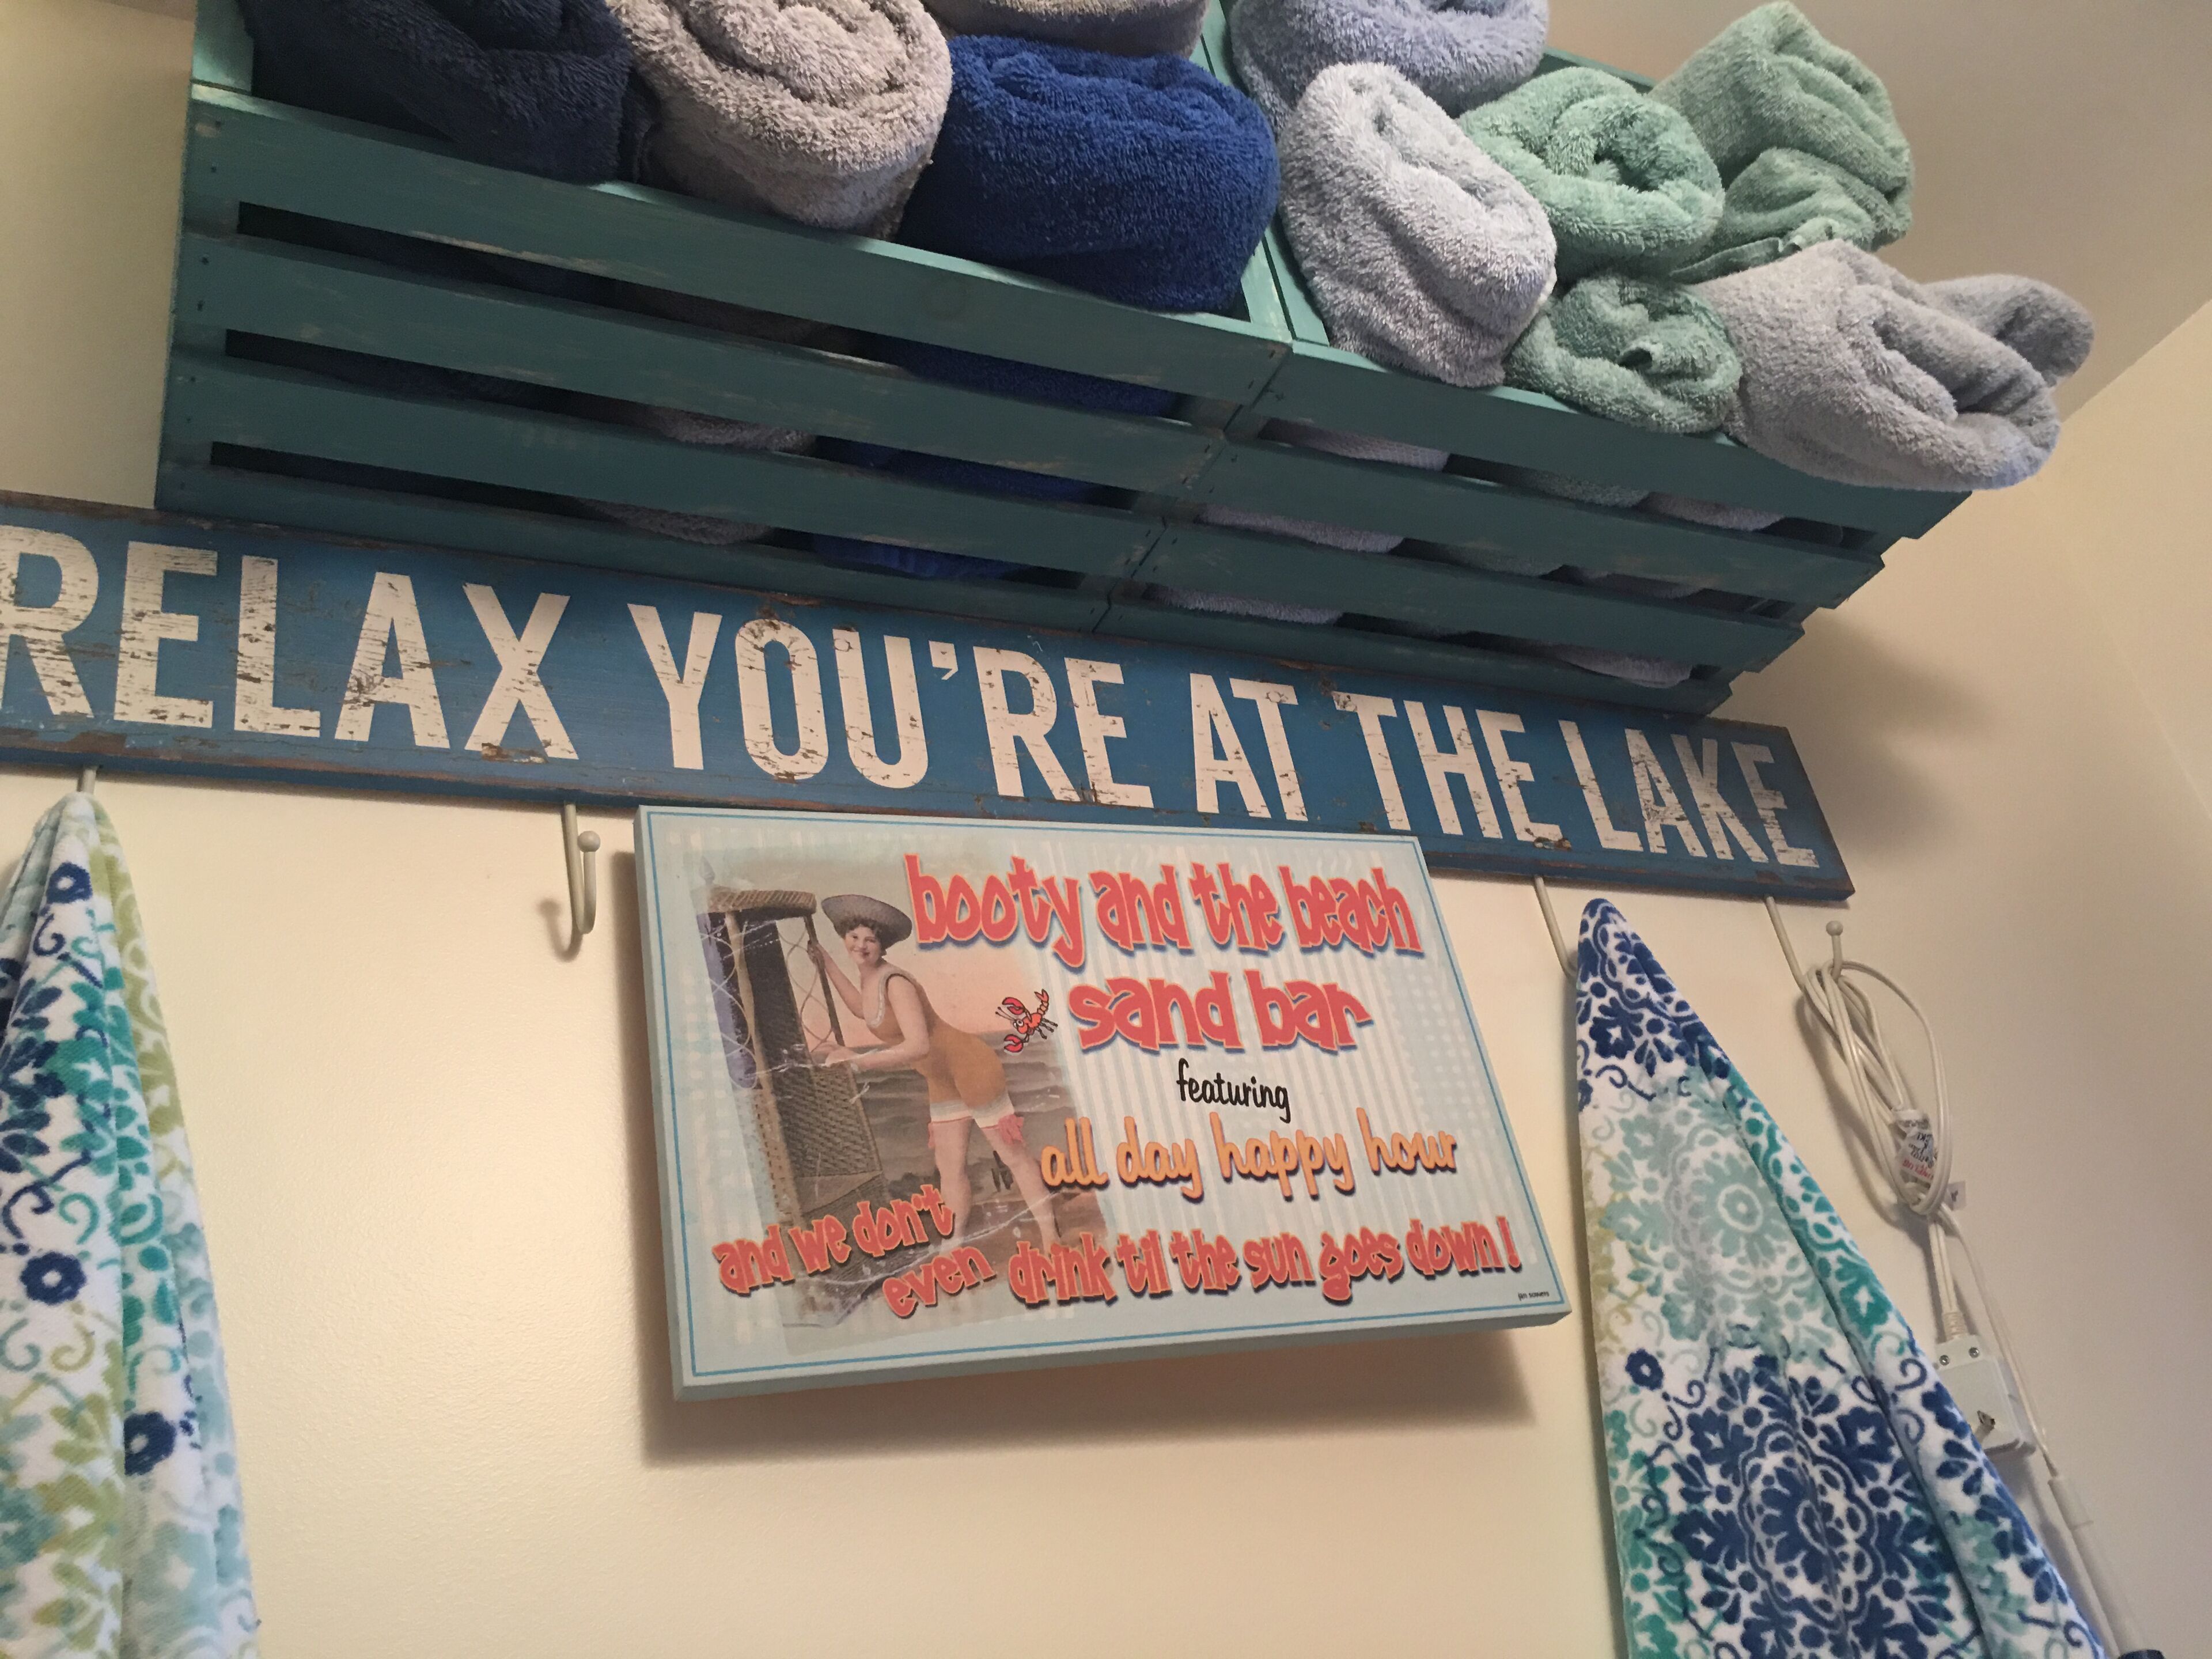 RELAX YOU'RE AT THE LAKE
booty and the beach
sand bar
featuring
all day happy hour
and we don't
even drink til the sun goes down!